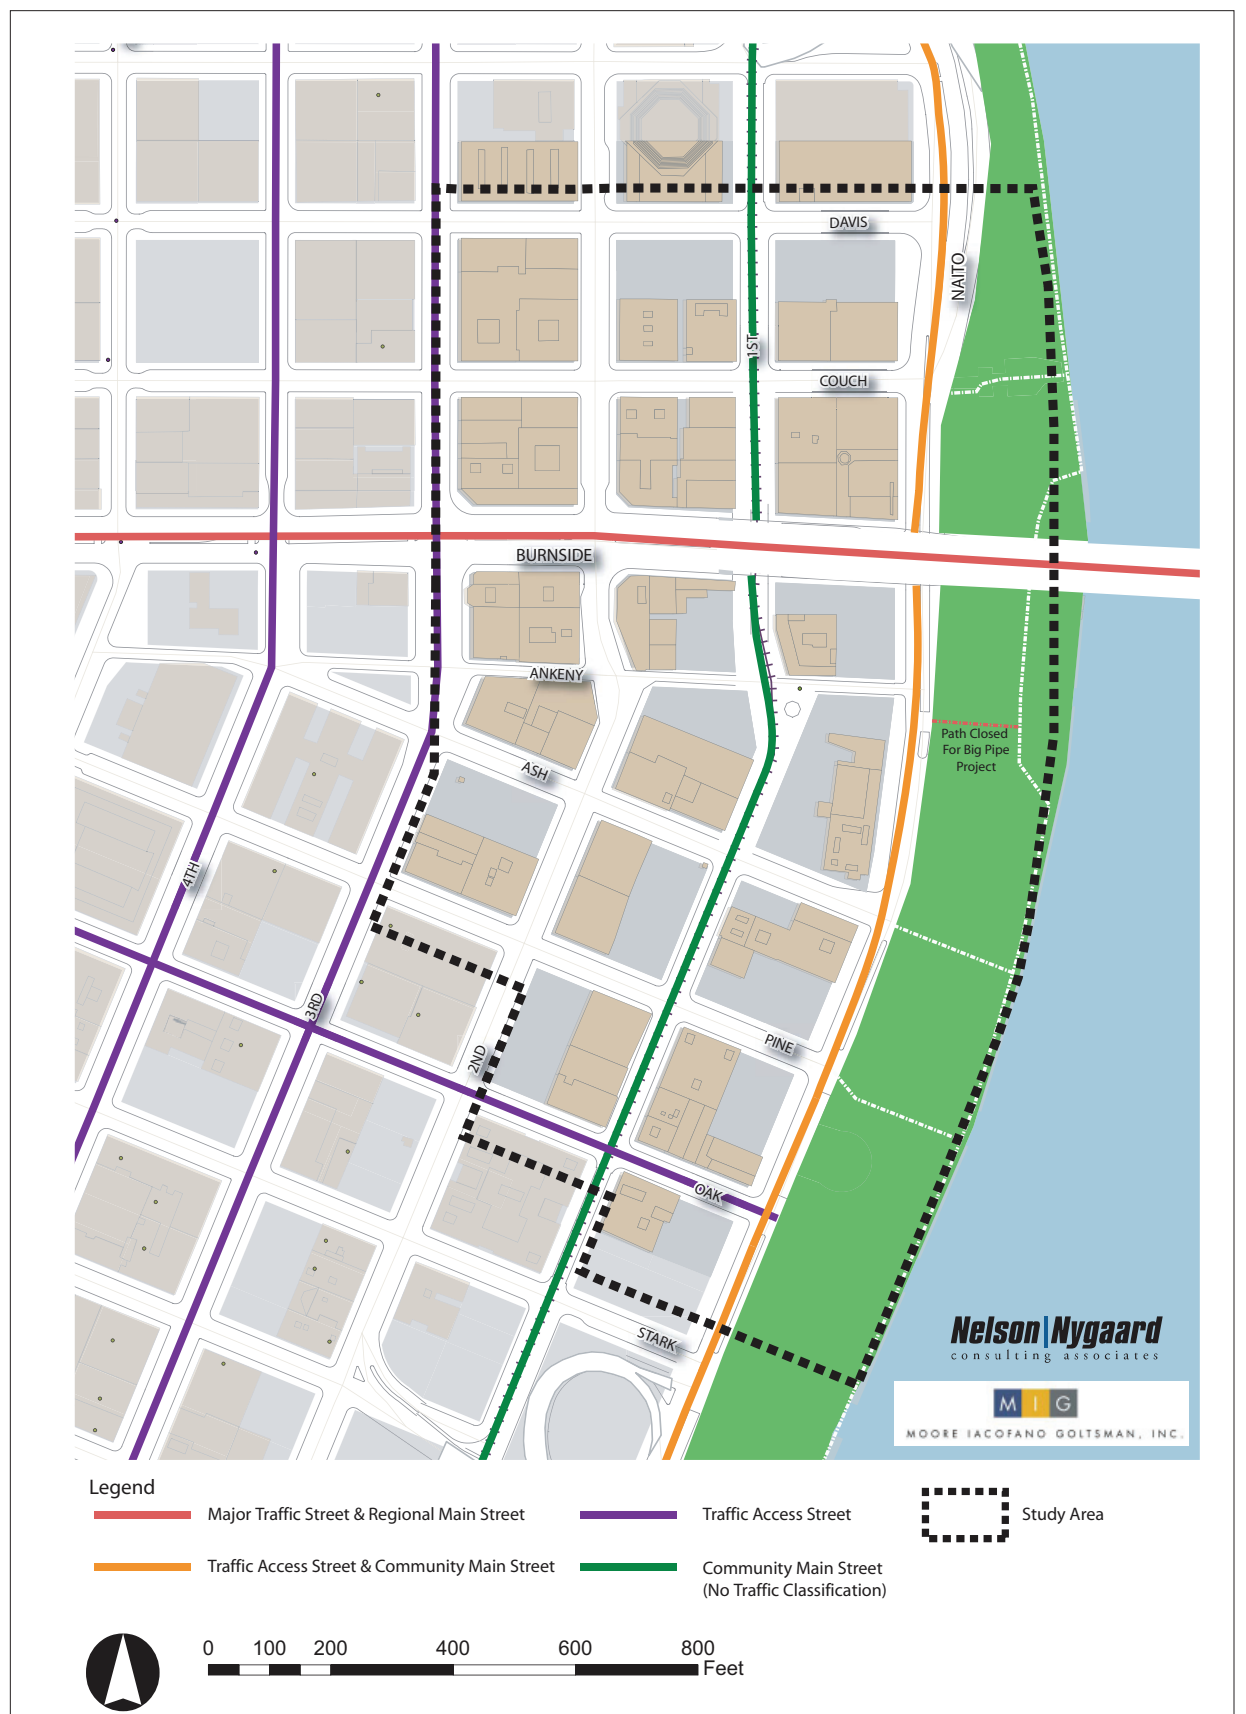 DAVIS
NAITO
1ST
COUCH
BURNSIDE
ANKENY
Path Closed
For Big Pipe
Project
ASH
4TH
3RD
2ND
PINE
OAK
STARK
Nelson|Nygaard
consulting associates
M I G
MOORE IACOFANO GOLTSMAN, INC.
Legend
Major Traffic Street & Regional Main Street
Traffic Access Street
Study Area
Traffic Access Street & Community Main Street
Community Main Street
(No Traffic Classification)
0 100 200 400 600 800
Feet